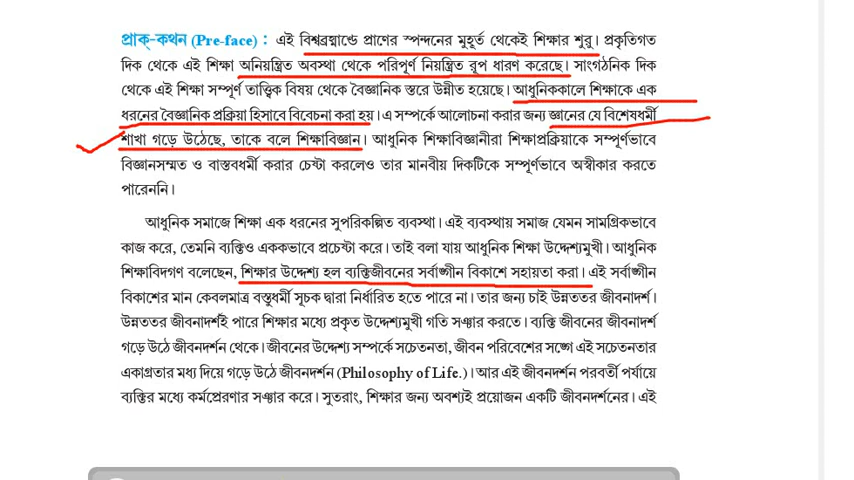 প্রাক্-কথন (Pre-face) : এই বিশ্বব্রহ্মাণ্ডে প্রাণের স্পন্দনের মুহূর্ত থেকেই শিক্ষার শুরু। প্রকৃতিগত
দিক থেকে এই শিক্ষা অনিয়ন্ত্রিত অবস্থা থেকে পরিপূর্ণ নিয়ন্ত্রিত রূপ ধারণ করেছে। সাংগঠনিক দিক
থেকে এই শিক্ষা সম্পূর্ণ তাত্ত্বিক বিষয় থেকে বৈজ্ঞানিক স্তরে উন্নীত হয়েছে। আধুনিককালে শিক্ষাকে এক
ধরনের বৈজ্ঞানিক প্রক্রিয়া হিসাবে বিবেচনা করা হয়। এ সম্পর্কে আলোচনা করার জন্য জ্ঞানের যে বিশেষধর্মী
শাখা গড়ে উঠেছে, তাকে বলে শিক্ষাবিজ্ঞান। আধুনিক শিক্ষাবিজ্ঞানীরা শিক্ষাপ্রক্রিয়াকে সম্পূর্ণভাবে
বিজ্ঞানসম্মত ও বাস্তবধর্মী করার চেষ্টা করলেও তার মানবীয় দিকটিকে সম্পূর্ণভাবে অস্বীকার করতে
পারেননি।
আধুনিক সমাজে শিক্ষা এক ধরনের সুপরিকল্পিত ব্যবস্থা। এই ব্যবস্থায় সমাজ যেমন সামগ্রিকভাবে
কাজ করে, তেমনি ব্যক্তিও এককভাবে প্রচেষ্টা করে। তাই বলা যায় আধুনিক শিক্ষা উদ্দেশ্যমুখী। আধুনিক
শিক্ষাবিদগণ বলেছেন, শিক্ষার উদ্দেশ্য হল ব্যক্তিজীবনের সর্বাঙ্গীন বিকাশে সহায়তা করা। এই সর্বাঙ্গীন
বিকাশের মান কেবলমাত্র বস্তুধর্মী সূচক দ্বারা নির্ধারিত হতে পারে না। তার জন্য চাই উন্নততর জীবনাদর্শ।
উন্নততর জীবনাদর্শই পারে শিক্ষার মধ্যে প্রকৃত উদ্দেশ্যমুখী গতি সঞ্চার করতে। ব্যক্তি জীবনের জীবনাদর্শ
গড়ে উঠে জীবনদর্শন থেকে। জীবনের উদ্দেশ্য সম্পর্কে সচেতনতা, জীবন পরিবেশের সঙ্গে এই সচেতনতার
একাগ্রতার মধ্য দিয়ে গড়ে উঠে জীবনদর্শন (Philosophy of Life.)। আর এই জীবনদর্শন পরবর্তী পর্যায়ে
ব্যক্তির মধ্যে কর্মপ্রেরণার সঞ্চার করে। সুতরাং, শিক্ষার জন্য অবশ্যই প্রয়োজন একটি জীবনদর্শনের। এই